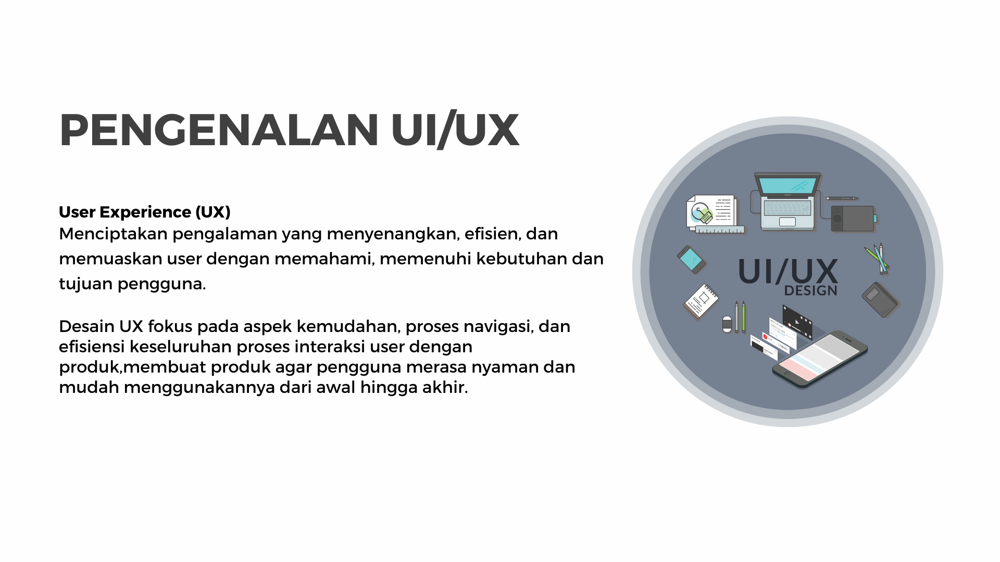 PENGENALAN UI/UX
User Experience (UX)
Menciptakan pengalaman yang menyenangkan, efisien, dan
memuaskan user dengan memahami, memenuhi kebutuhan dan
tujuan pengguna.
Desain UX fokus pada aspek kemudahan, proses navigasi, dan
efisiensi keseluruhan proses interaksi user dengan
produk,membuat produk agar pengguna merasa nyaman dan
mudah menggunakannya dari awal hingga akhir.
UI/UX
DESIGN